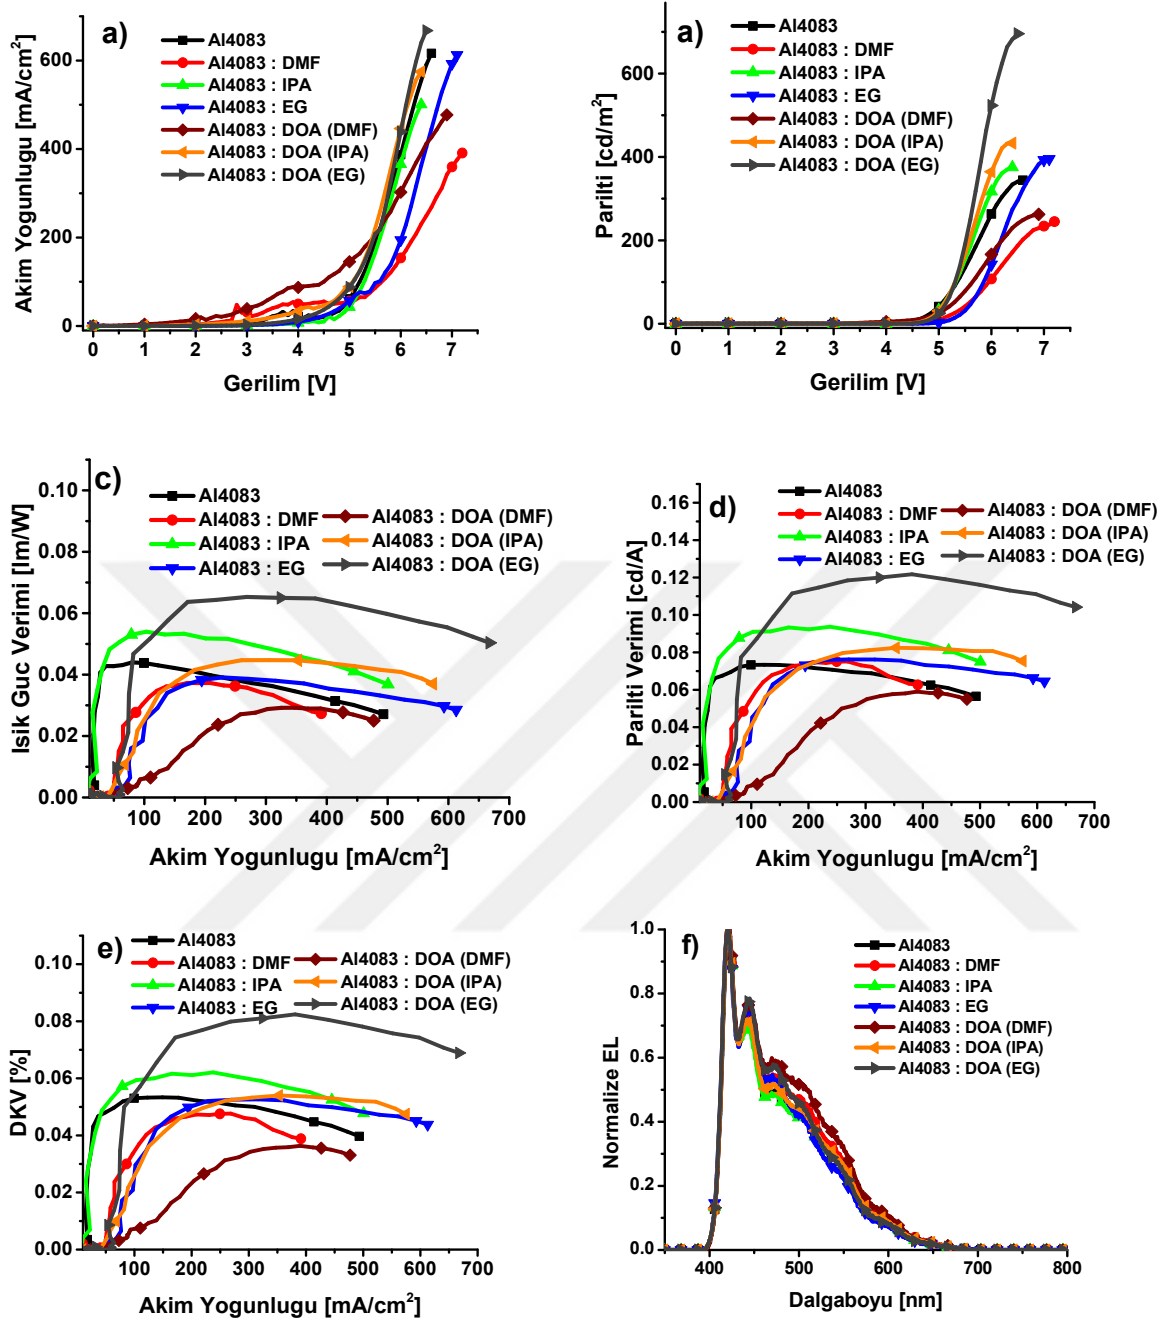 a)
Al4083
Al4083 : DMF
Al4083 : IPA
Al4083 : EG
Al4083 : DOA (DMF)
Al4083 : DOA (IPA)
Al4083 : DOA (EG)
Akim Yogunlugu [mA/cm²]
600
400
200
0
0 1 2 3 4 5 6 7
Gerilim [V]
a)
Al4083
Al4083 : DMF
Al4083 : IPA
Al4083 : EG
Al4083 : DOA (DMF)
Al4083 : DOA (IPA)
Al4083 : DOA (EG)
Parilti [cd/m²]
600
400
200
0
0 1 2 3 4 5 6 7
Gerilim [V]
c)
Al4083
Al4083 : DMF
Al4083 : IPA
Al4083 : EG
Al4083 : DOA (DMF)
Al4083 : DOA (IPA)
Al4083 : DOA (EG)
Isik Guc Verimi [lm/W]
0.10
0.08
0.06
0.04
0.02
0.00
100 200 300 400 500 600 700
Akim Yogunlugu [mA/cm²]
d)
Al4083
Al4083 : DMF
Al4083 : IPA
Al4083 : EG
Al4083 : DOA (DMF)
Al4083 : DOA (IPA)
Al4083 : DOA (EG)
Parilti Verimi [cd/A]
0.16
0.14
0.12
0.10
0.08
0.06
0.04
0.02
0.00
100 200 300 400 500 600 700
Akim Yogunlugu [mA/cm²]
e)
Al4083
Al4083 : DMF
Al4083 : IPA
Al4083 : EG
Al4083 : DOA (DMF)
Al4083 : DOA (IPA)
Al4083 : DOA (EG)
DKV [%]
0.10
0.08
0.06
0.04
0.02
0.00
100 200 300 400 500 600 700
Akim Yogunlugu [mA/cm²]
f)
Al4083
Al4083 : DMF
Al4083 : IPA
Al4083 : EG
Al4083 : DOA (DMF)
Al4083 : DOA (IPA)
Al4083 : DOA (EG)
Normalize EL
1.0
0.8
0.6
0.4
0.2
0.0
400 500 600 700 800
Dalgaboyu [nm]